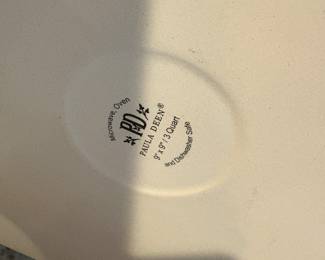 Microwave, Oven
PD
PAULA DEEN®
9" x 9" / 3 Quart
and Dishwasher Safe